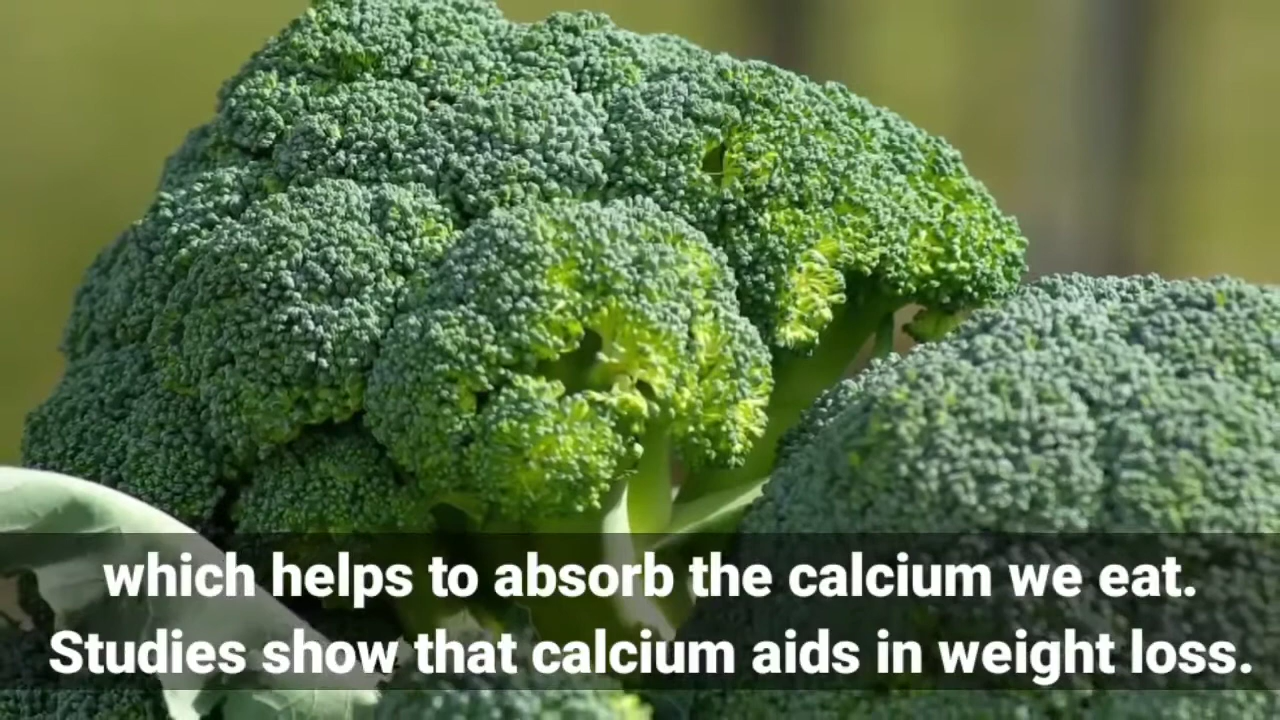 which helps to absorb the calcium we eat.
Studies show that calcium aids in weight loss.